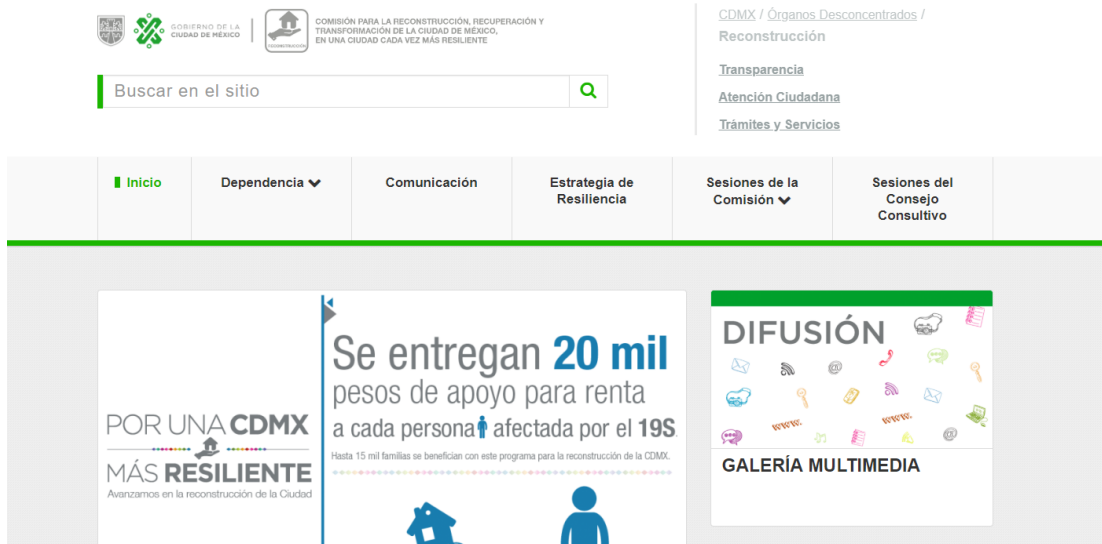 GOBIERNO DE LA
CIUDAD DE MÉXICO
COMISIÓN PARA LA RECONSTRUCCIÓN, RECUPERACIÓN Y
TRANSFORMACIÓN DE LA CIUDAD DE MÉXICO,
EN UNA CIUDAD CADA VEZ MÁS RESILIENTE
CDMX / Órganos Desconcentrados /
Reconstrucción
Transparencia
Atención Ciudadana
Trámites y Servicios
Buscar en el sitio
Inicio
Dependencia
Comunicación
Estrategia de
Resiliencia
Sesiones de la
Comisión
Sesiones del
Consejo
Consultivo
POR UNA CDMX
MÁS RESILIENTE
Avanzamos en la reconstrucción de la Ciudad
Se entregan 20 mil
pesos de apoyo para renta
a cada persona afectada por el 19S.
Hasta 15 mil familias se benefician con este programa para la reconstrucción de la CDMX.
DIFUSIÓN
@
www.
www.
@
GALERÍA MULTIMEDIA